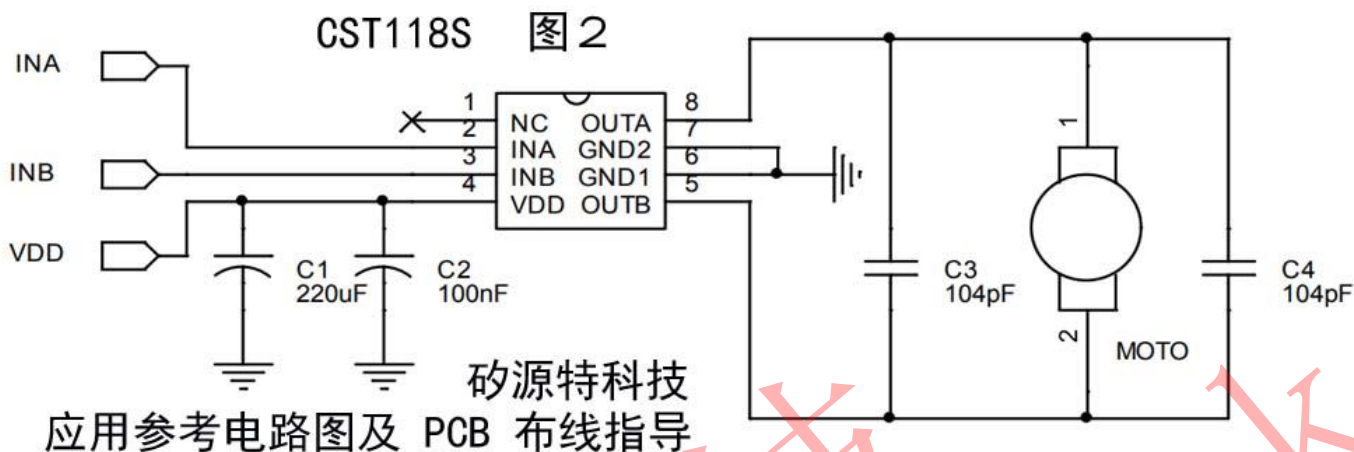 CST118S 图2
INA
INB
VDD
1
2
3
4
NC OUTA
INA GND2
INB GND1
VDD OUTB
8
7
6
5
C1
220uF
C2
100nF
C3
104pF
1
2
MOTO
C4
104pF
矽源特科技
应用参考电路图及 PCB 布线指导